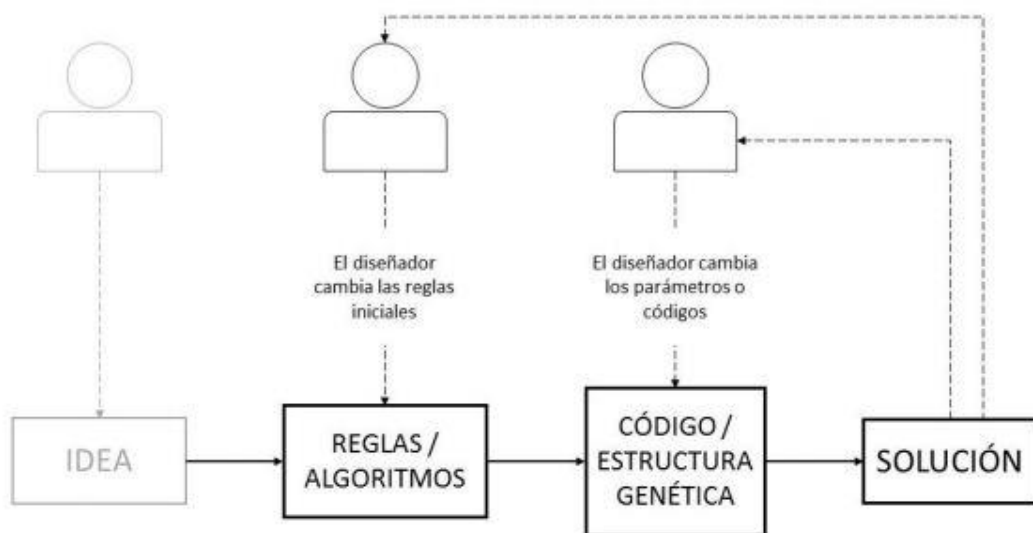 El diseñador
cambia las reglas
iniciales
El diseñador cambia
los parámetros o
códigos
IDEA
REGLAS /
ALGORITMOS
CÓDIGO /
ESTRUCTURA
GENÉTICA
SOLUCIÓN